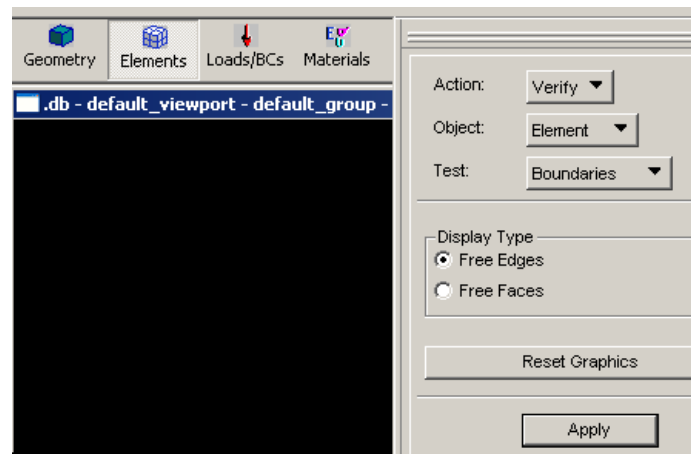 Geometry Elements Loads/BCs Materials
.db - default_viewport - default_group -
Action: Verify
Object: Element
Test: Boundaries
Display Type
Free Edges
Free Faces
Reset Graphics
Apply